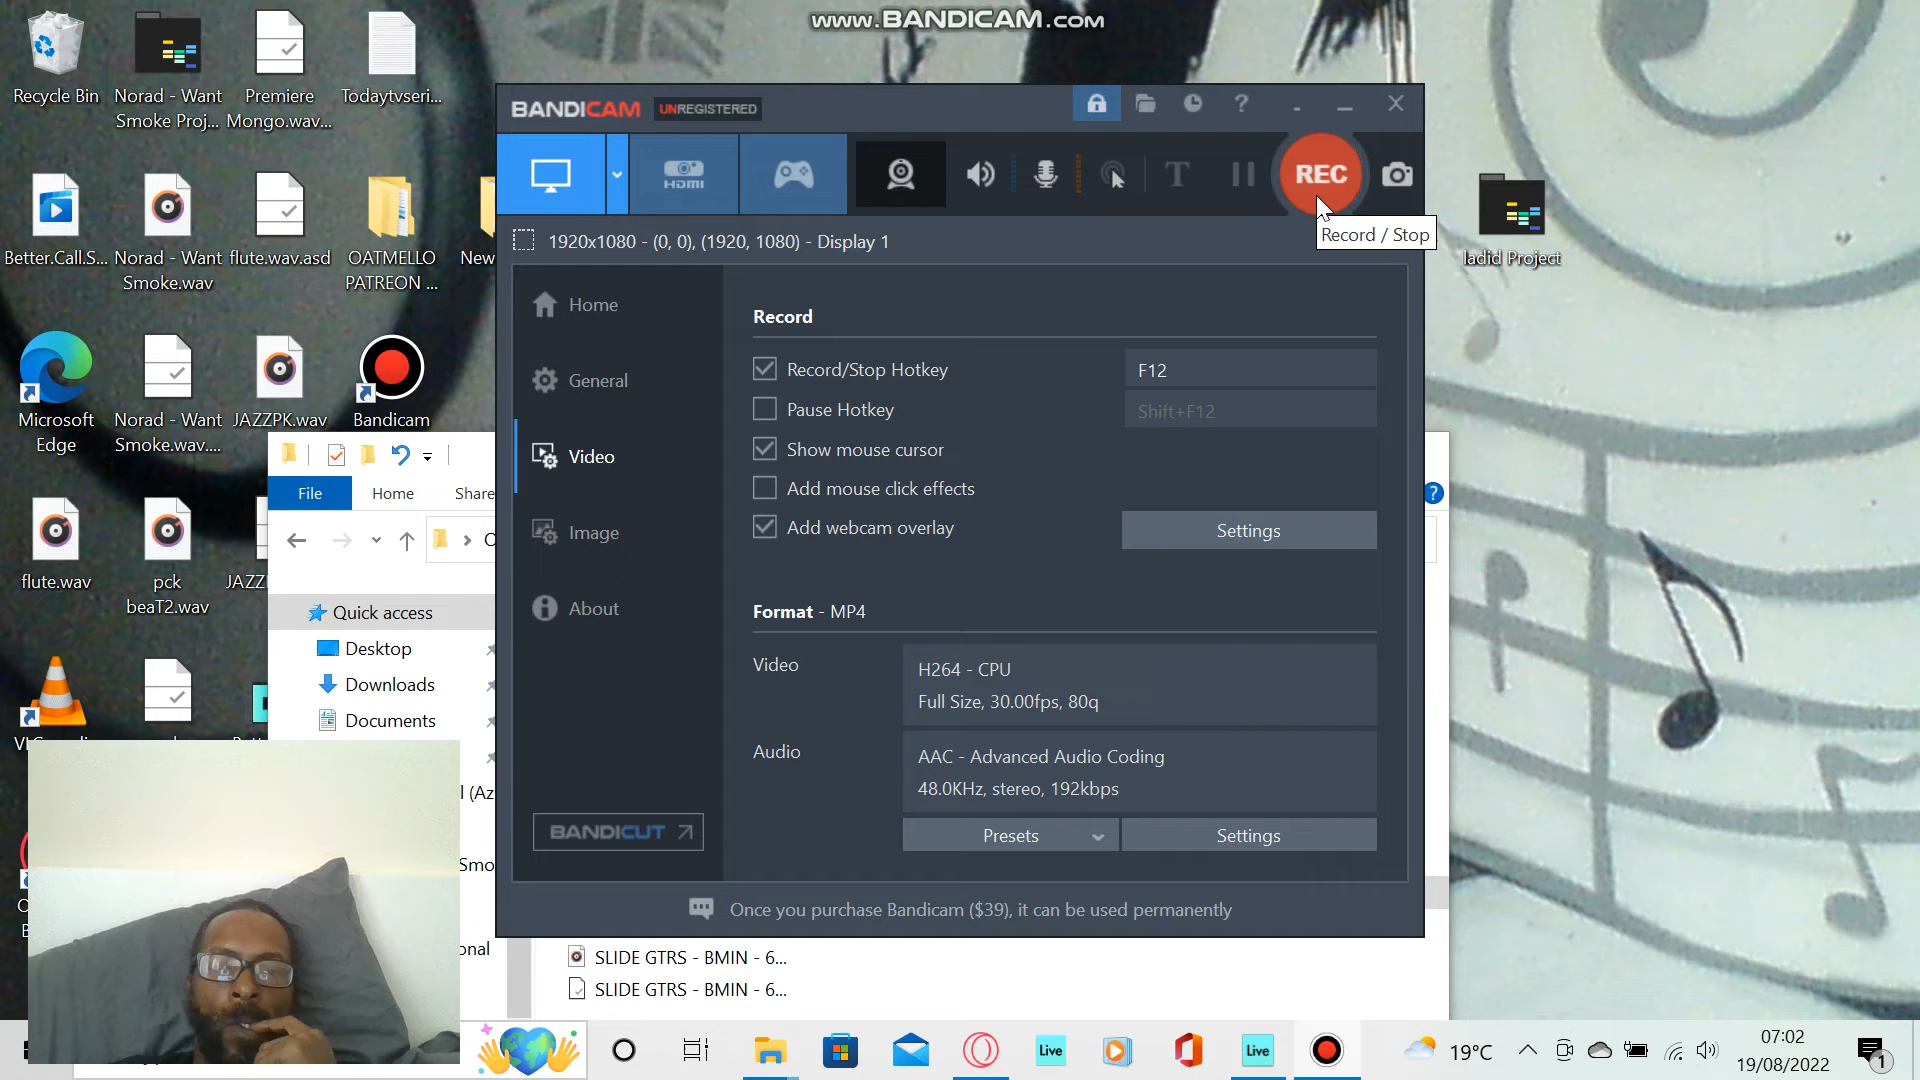 www.BANDICAM.com
Recycle Bin
Norad - Want
Smoke Proj...
Premiere
Mongo.wav...
Todaytvseri...
BANDICAM UNREGISTERED
HDMI
T
REC
Record / Stop
1920x1080 - (0, 0), (1920, 1080) - Display 1
Better.Call.S...
Norad - Want
Smoke.wav
flute.wav.asd
OATMELLO
PATREON ...
New
ladid Project
Home
General
Video
Image
About
BANDICUT
Record
Record/Stop Hotkey
F12
Pause Hotkey
Shift+F12
Show mouse cursor
Add mouse click effects
Add webcam overlay
Settings
Format - MP4
Video
H264 - CPU
Full Size, 30.00fps, 80q
Audio
AAC - Advanced Audio Coding
48.0KHz, stereo, 192kbps
Presets
Settings
Once you purchase Bandicam ($39), it can be used permanently
Microsoft
Edge
Norad - Want
Smoke.wav....
JAZZPK.wav
Bandicam
File
Home
Share
flute.wav
pck
beaT2.wav
JAZZ
Quick access
Desktop
Downloads
Documents
l (Az
Smo
onal
SLIDE GTRS - BMIN - 6...
SLIDE GTRS - BMIN - 6...
Live
Live
19°C
07:02
19/08/2022
1